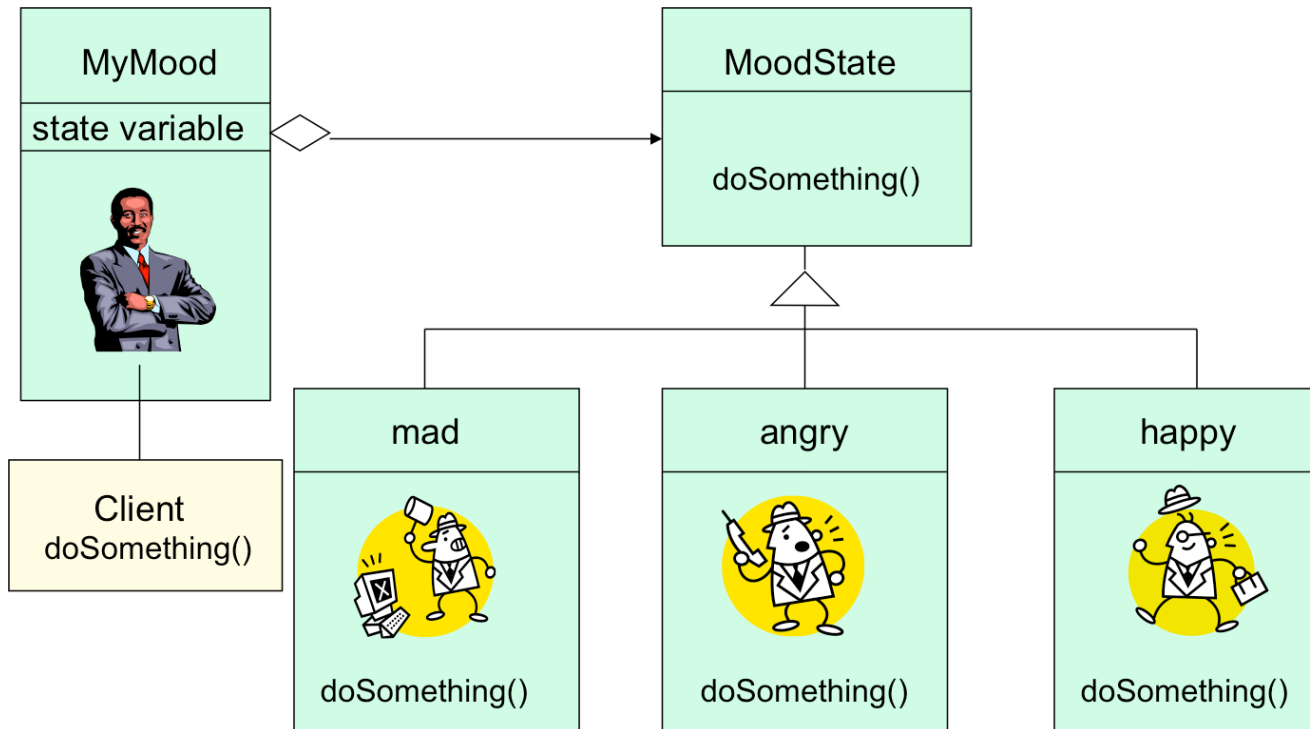 MyMood
state variable
MoodState
doSomething()
Client
doSomething()
mad
doSomething()
angry
doSomething()
happy
doSomething()